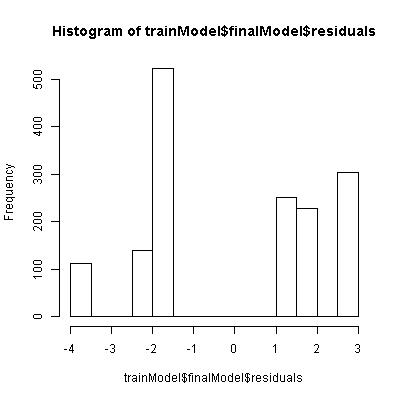 Histogram of trainModel$finalModel$residuals
Frequency
500
400
300
200
100
0
-4 -3 -2 -1 0 1 2 3
trainModel$finalModel$residuals